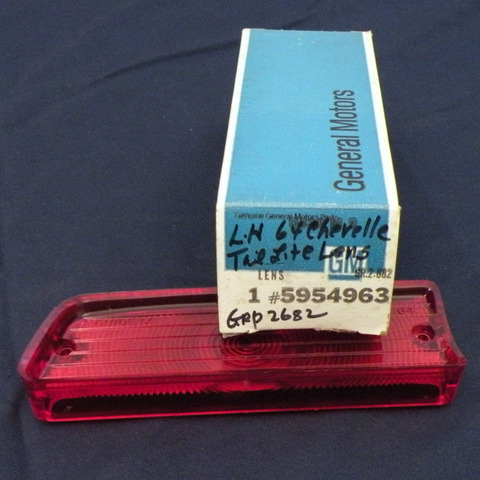 General Motors
Genuine General Motors Parts
L.H 64 Chevelle
Tail Lite Lens
GM
LENS GR.2.682
1 #5954963
GRP 2682